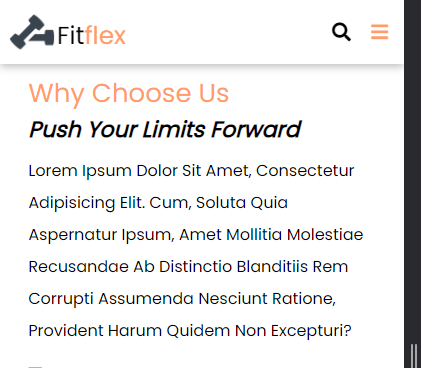 Fitflex
Why Choose Us
Push Your Limits Forward
Lorem Ipsum Dolor Sit Amet, Consectetur
Adipisicing Elit. Cum, Soluta Quia
Aspernatur Ipsum, Amet Mollitia Molestiae
Recusandae Ab Distinctio Blanditiis Rem
Corrupti Assumenda Nesciunt Ratione,
Provident Harum Quidem Non Excepturi?